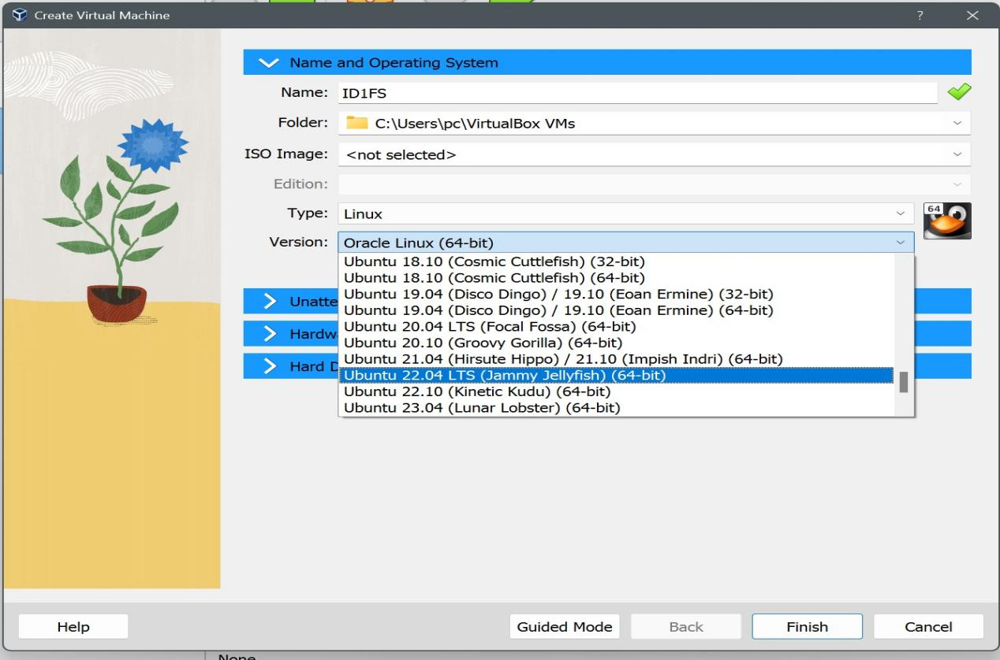 Create Virtual Machine ?
Name and Operating System
Name: ID1FS
Folder: C:\Users\pc\VirtualBox VMs
ISO Image: <not selected>
Edition:
Type: Linux
64
Version: Oracle Linux (64-bit)
Ubuntu 18.10 (Cosmic Cuttlefish) (32-bit)
Ubuntu 18.10 (Cosmic Cuttlefish) (64-bit)
Ubuntu 19.04 (Disco Dingo) / 19.10 (Eoan Ermine) (32-bit)
Unatte
Ubuntu 19.04 (Disco Dingo) / 19.10 (Eoan Ermine) (64-bit)
Ubuntu 20.04 LTS (Focal Fossa) (64-bit)
Hardw
Ubuntu 20.10 (Groovy Gorilla) (64-bit)
Ubuntu 21.04 (Hirsute Hippo) / 21.10 (Impish Indri) (64-bit)
Hard D
Ubuntu 22.04 LTS (Jammy Jellyfish) (64-bit)
Ubuntu 22.10 (Kinetic Kudu) (64-bit)
Ubuntu 23.04 (Lunar Lobster) (64-bit)
Help Guided Mode Back Finish Cancel
None